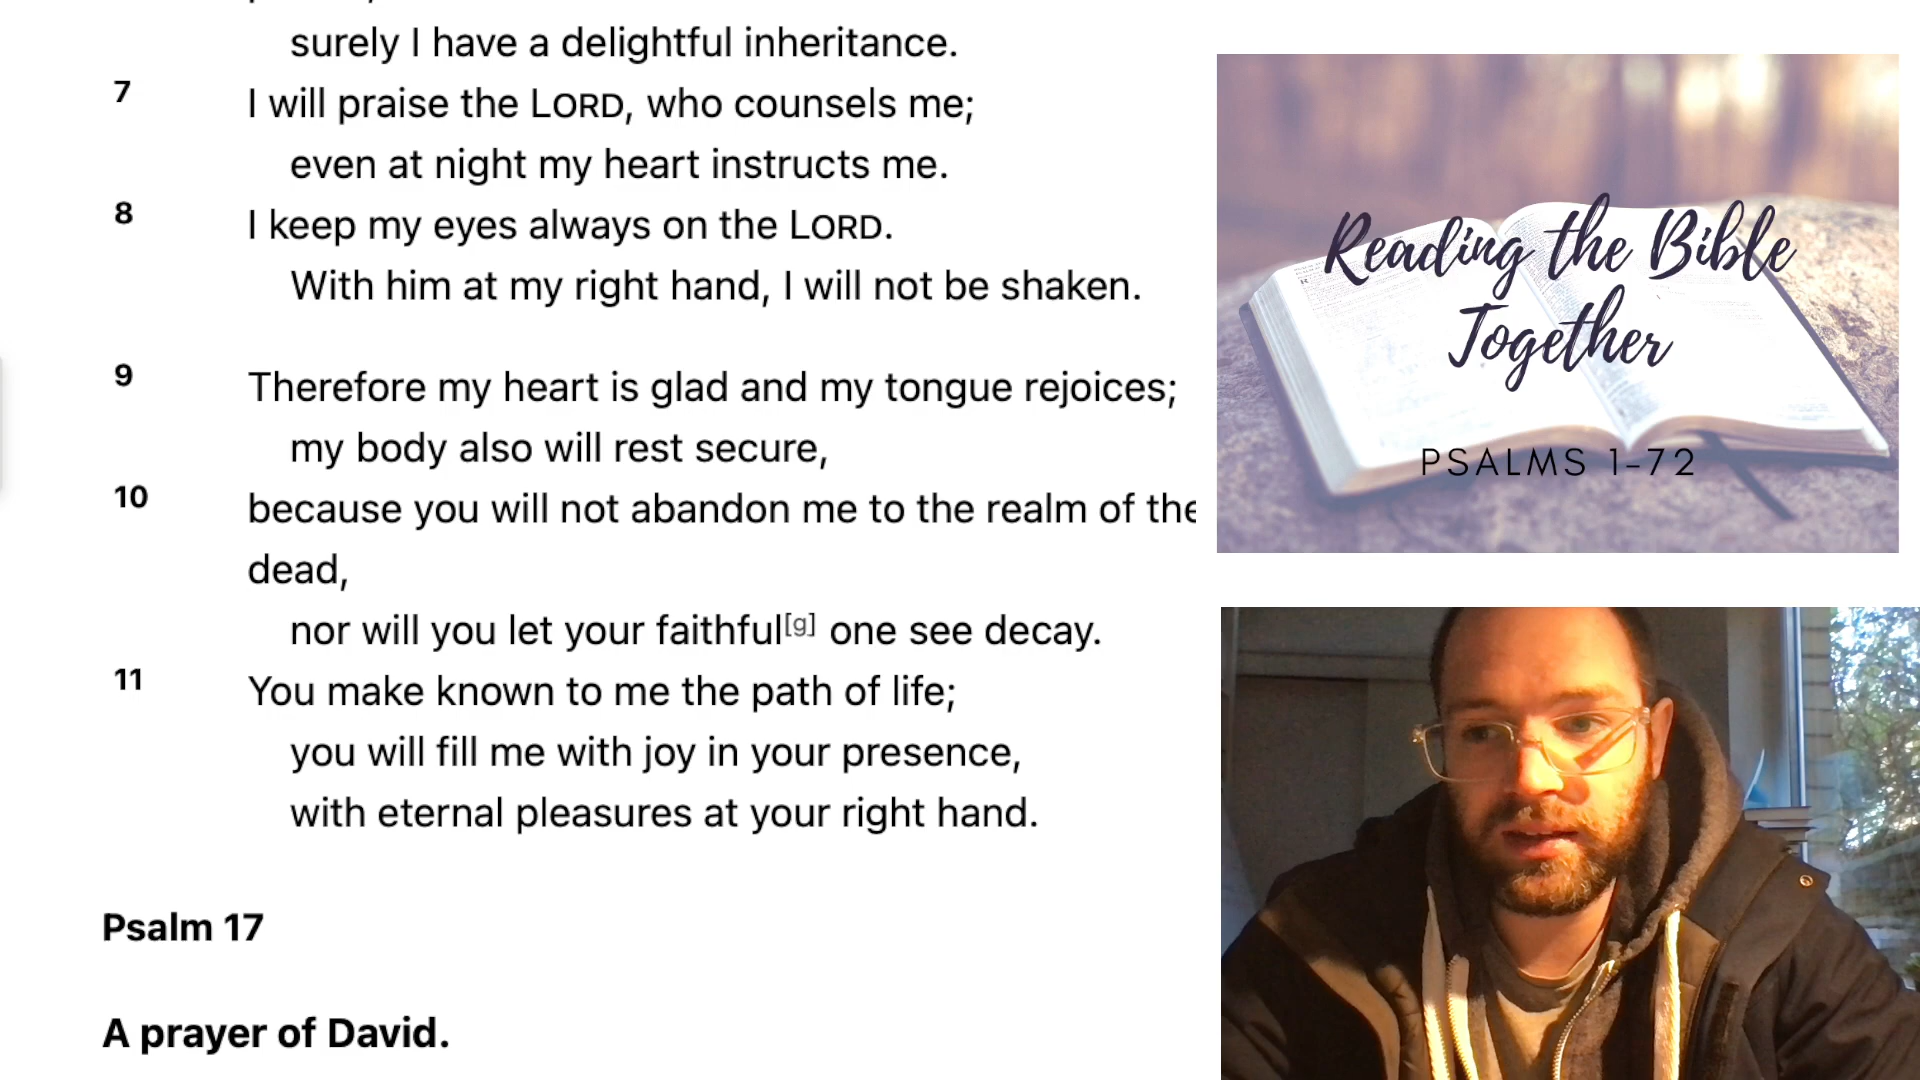 surely I have a delightful inheritance.
7 I will praise the LORD, who counsels me;
even at night my heart instructs me.
8 I keep my eyes always on the LORD.
With him at my right hand, I will not be shaken.
9 Therefore my heart is glad and my tongue rejoices;
my body also will rest secure,
10 because you will not abandon me to the realm of the
dead,
nor will you let your faithful[g] one see decay.
11 You make known to me the path of life;
you will fill me with joy in your presence,
with eternal pleasures at your right hand.
Psalm 17
A prayer of David.
Reading the Bible
Together
PSALMS 1-72